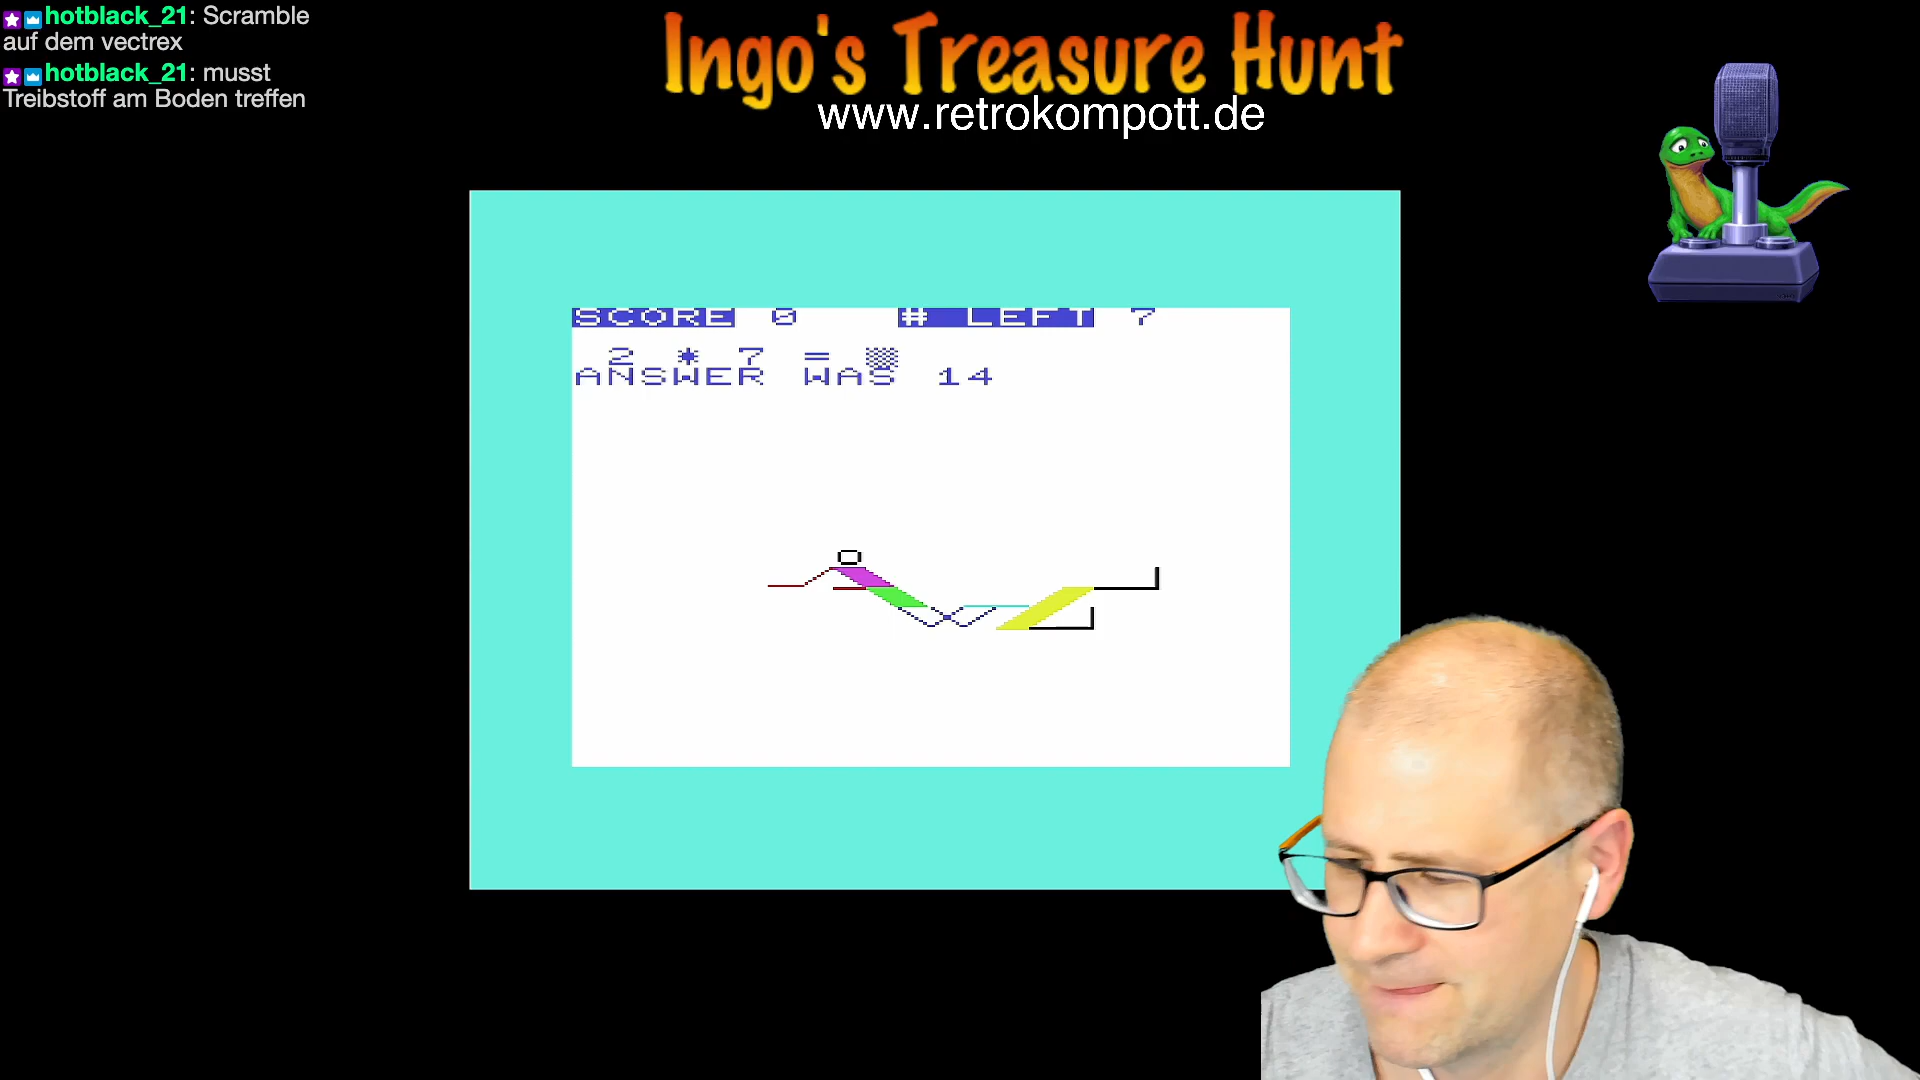 hotblack_21: Scramble
auf dem vectrex
hotblack_21: musst
Treibstoff am Boden treffen
Ingo's Treasure Hunt
www.retrokompott.de
SCORE 0 # LEFT 7
2 * 7 =
ANSWER WAS 14